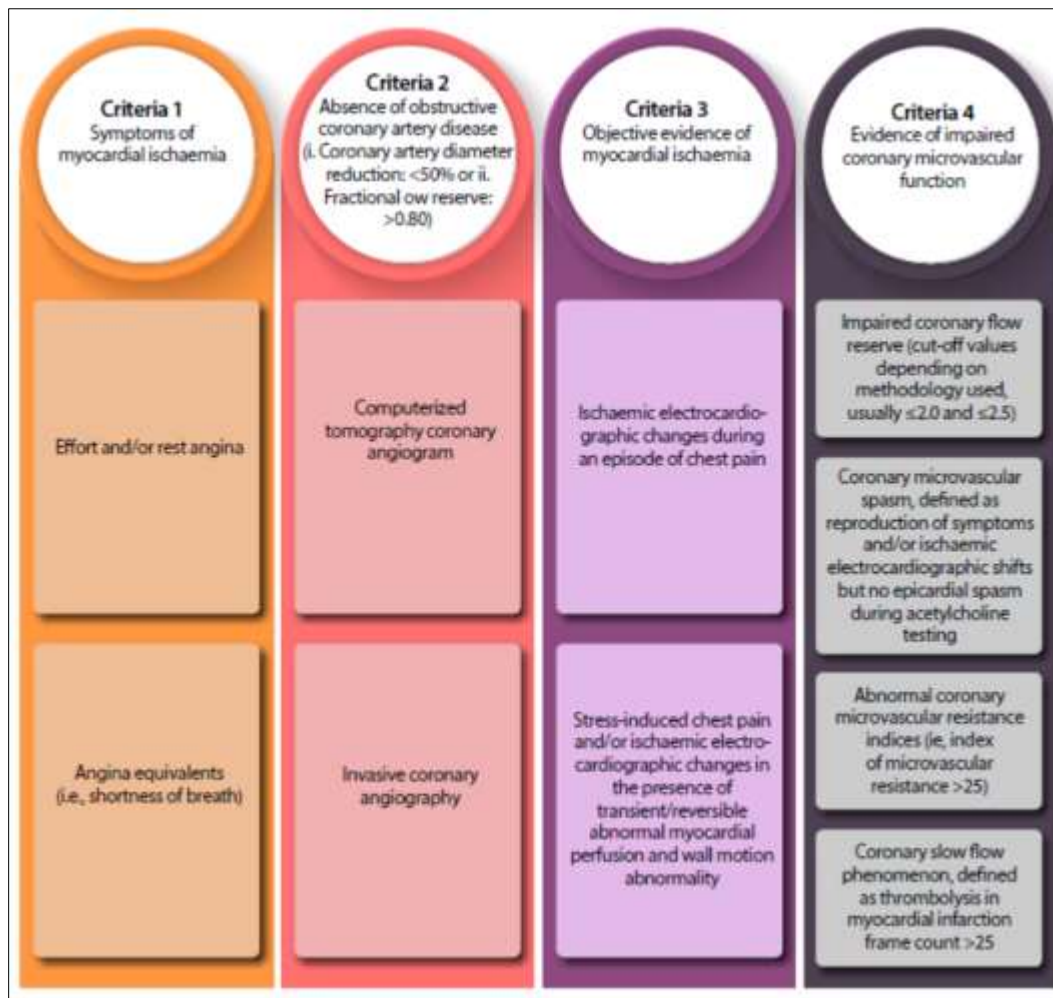 Criteria 1
Symptoms of
myocardial ischaemia
Effort and/or rest angina
Angina equivalents
(i.e., shortness of breath)
Criteria 2
Absence of obstructive
coronary artery disease
(i. Coronary artery diameter
reduction: <50% or ii.
Fractional ow reserve:
>0.80)
Computerized
tomography coronary
angiogram
Invasive coronary
angiography
Criteria 3
Objective evidence of
myocardial ischaemia
Ischaemic electrocardio-
graphic changes during
an episode of chest pain
Stress-induced chest pain
and/or ischaemic electro-
cardiographic changes in
the presence of
transient/reversible
abnormal myocardial
perfusion and wall motion
abnormality
Criteria 4
Evidence of impaired
coronary microvascular
function
Impaired coronary flow
reserve (cut-off values
depending on
methodology used,
usually ≤2.0 and ≤2.5)
Coronary microvascular
spasm, defined as
reproduction of symptoms
and/or ischaemic
electrocardiographic shifts
but no epicardial spasm
during acetylcholine
testing
Abnormal coronary
microvascular resistance
indices (ie, index
of microvascular
resistance >25)
Coronary slow flow
phenomenon, defined
as thrombolysis in
myocardial infarction
frame count >25